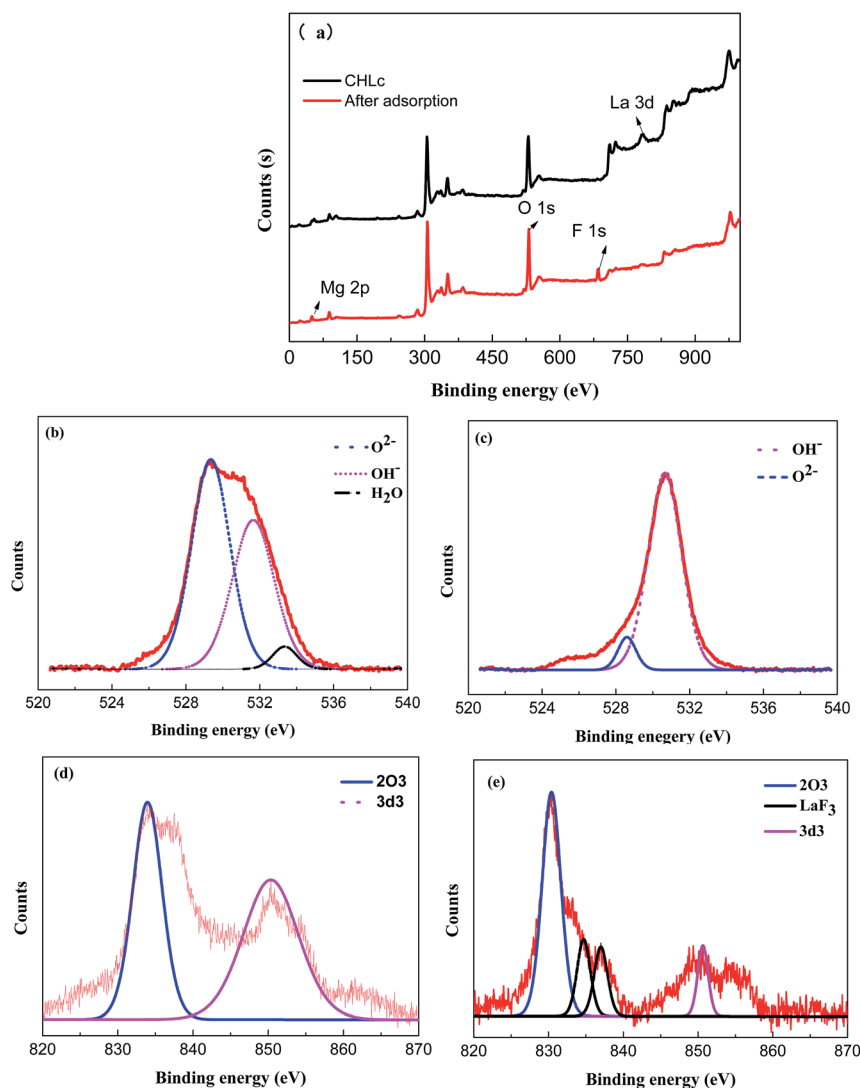 ( a)
CHLc
After adsorption
La 3d
O 1s
F 1s
Mg 2p
Counts (s)
0 150 300 450 600 750 900
Binding energy (eV)
(b)
O²⁻
OH⁻
H₂O
Counts
520 524 528 532 536 540
Binding energy (eV)
(c)
OH⁻
O²⁻
Counts
520 524 528 532 536 540
Binding enegery (eV)
(d)
2O3
3d3
Counts
820 830 840 850 860 870
Binding energy (eV)
(e)
2O3
LaF₃
3d3
Counts
820 830 840 850 860 870
Binding energy (eV)